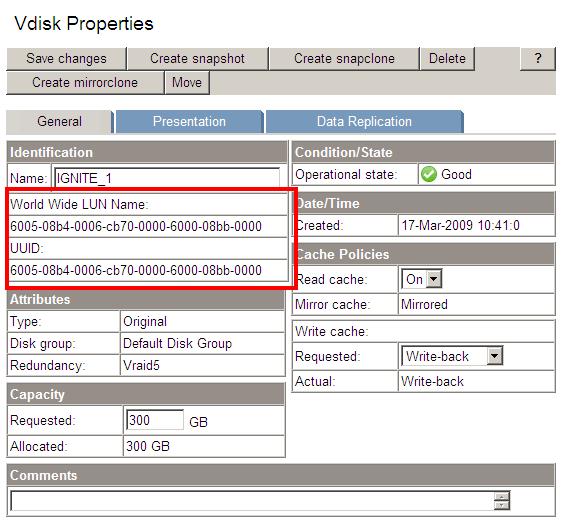 Vdisk Properties
Save changes
Create snapshot
Create snapclone
Delete
?
Create mirrorclone
Move
General
Presentation
Data Replication
Identification
Name: IGNITE_1
World Wide LUN Name:
6005-08b4-0006-cb70-0000-6000-08bb-0000
UUID:
6005-08b4-0006-cb70-0000-6000-08bb-0000
Attributes
Type: Original
Disk group: Default Disk Group
Redundancy: Vraid5
Capacity
Requested: 300 GB
Allocated: 300 GB
Condition/State
Operational state: Good
Date/Time
Created: 17-Mar-2009 10:41:0
Cache Policies
Read cache: On
Mirror cache: Mirrored
Write cache:
Requested: Write-back
Actual: Write-back
Comments